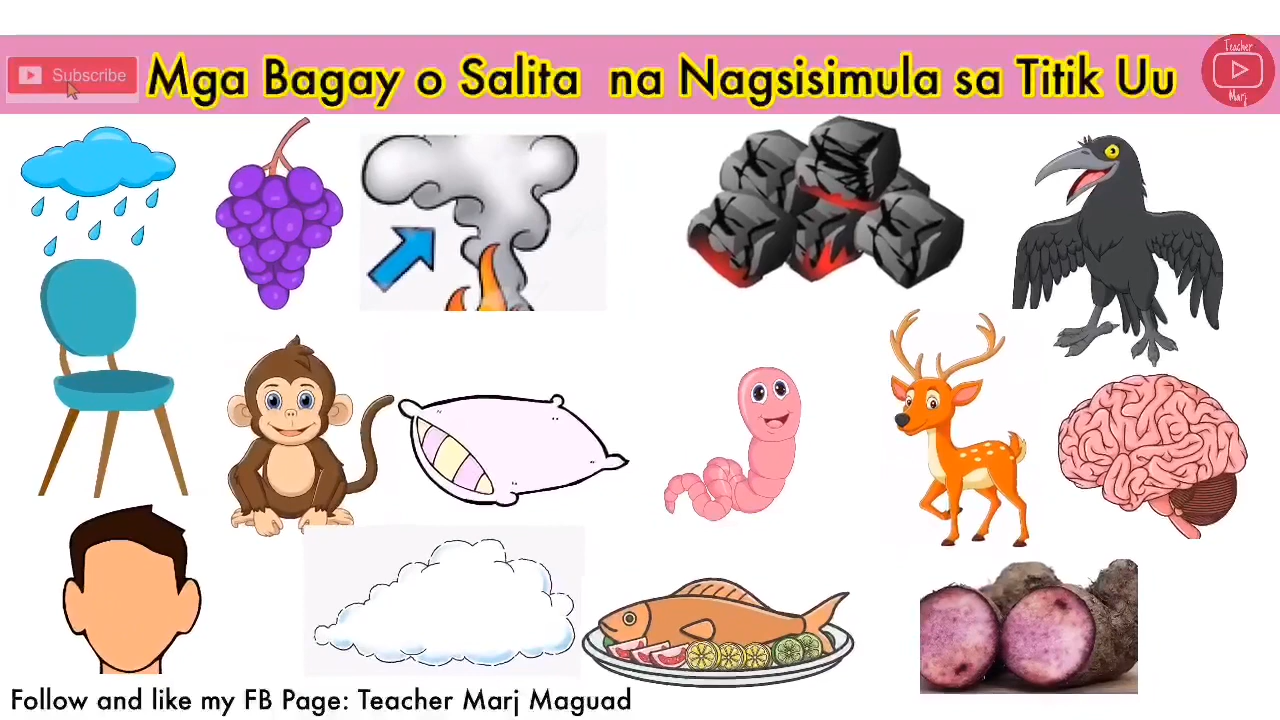 Subscribe
Mga Bagay o Salita na Nagsisimula sa Titik Uu
Teacher
Marj
Follow and like my FB Page: Teacher Marj Maguad